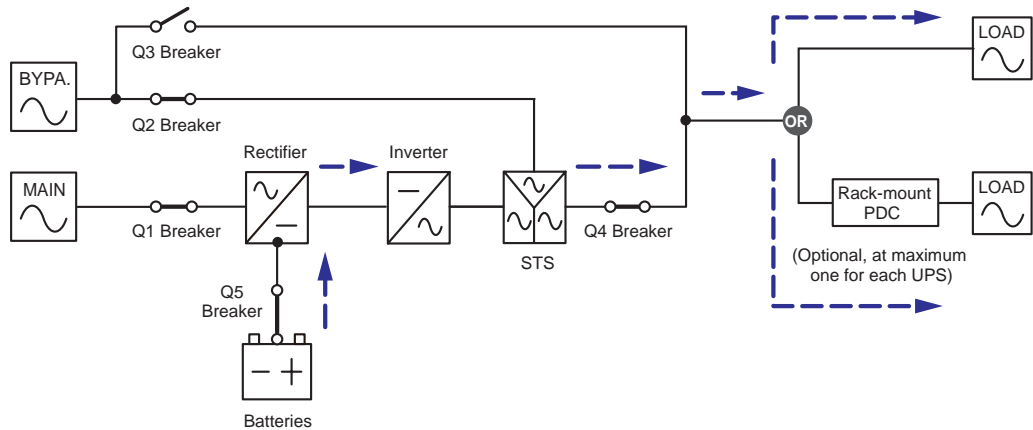 Q3 Breaker
BYPA.
Q2 Breaker
Rectifier
Inverter
MAIN
Q1 Breaker
STS
Q4 Breaker
Q5
Breaker
Batteries
OR
LOAD
Rack-mount
PDC
LOAD
(Optional, at maximum
one for each UPS)